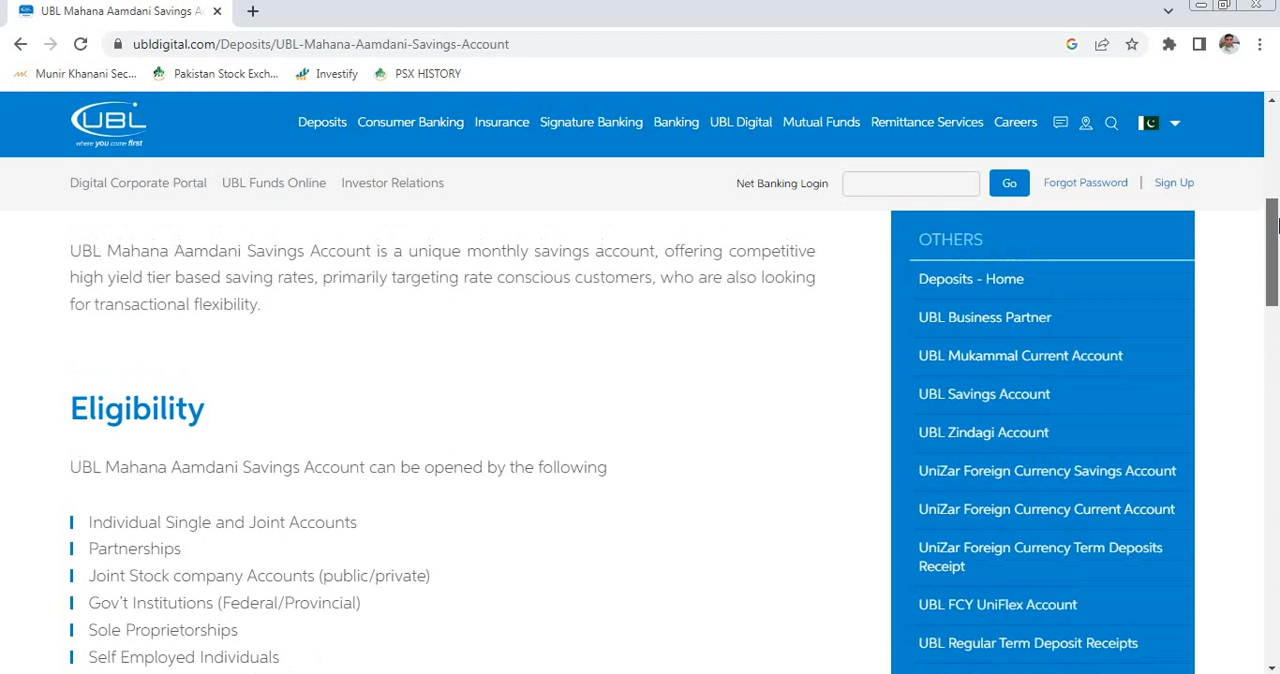 UBL Mahana Aamdani Savings A
ubldigital.com/Deposits/UBL-Mahana-Aamdani-Savings-Account
Munir Khanani Sec...
Pakistan Stock Exch...
Investify
PSX HISTORY
UBL
where you come first
Deposits
Consumer Banking
Insurance
Signature Banking
Banking
UBL Digital
Mutual Funds
Remittance Services
Careers
Digital Corporate Portal
UBL Funds Online
Investor Relations
Net Banking Login
Go
Forgot Password
|
Sign Up
UBL Mahana Aamdani Savings Account is a unique monthly savings account, offering competitive
high yield tier based saving rates, primarily targeting rate conscious customers, who are also looking
for transactional flexibility.
Eligibility
UBL Mahana Aamdani Savings Account can be opened by the following
Individual Single and Joint Accounts
Partnerships
Joint Stock company Accounts (public/private)
Gov't Institutions (Federal/Provincial)
Sole Proprietorships
Self Employed Individuals
OTHERS
Deposits - Home
UBL Business Partner
UBL Mukammal Current Account
UBL Savings Account
UBL Zindagi Account
UniZar Foreign Currency Savings Account
UniZar Foreign Currency Current Account
UniZar Foreign Currency Term Deposits
Receipt
UBL FCY UniFlex Account
UBL Regular Term Deposit Receipts